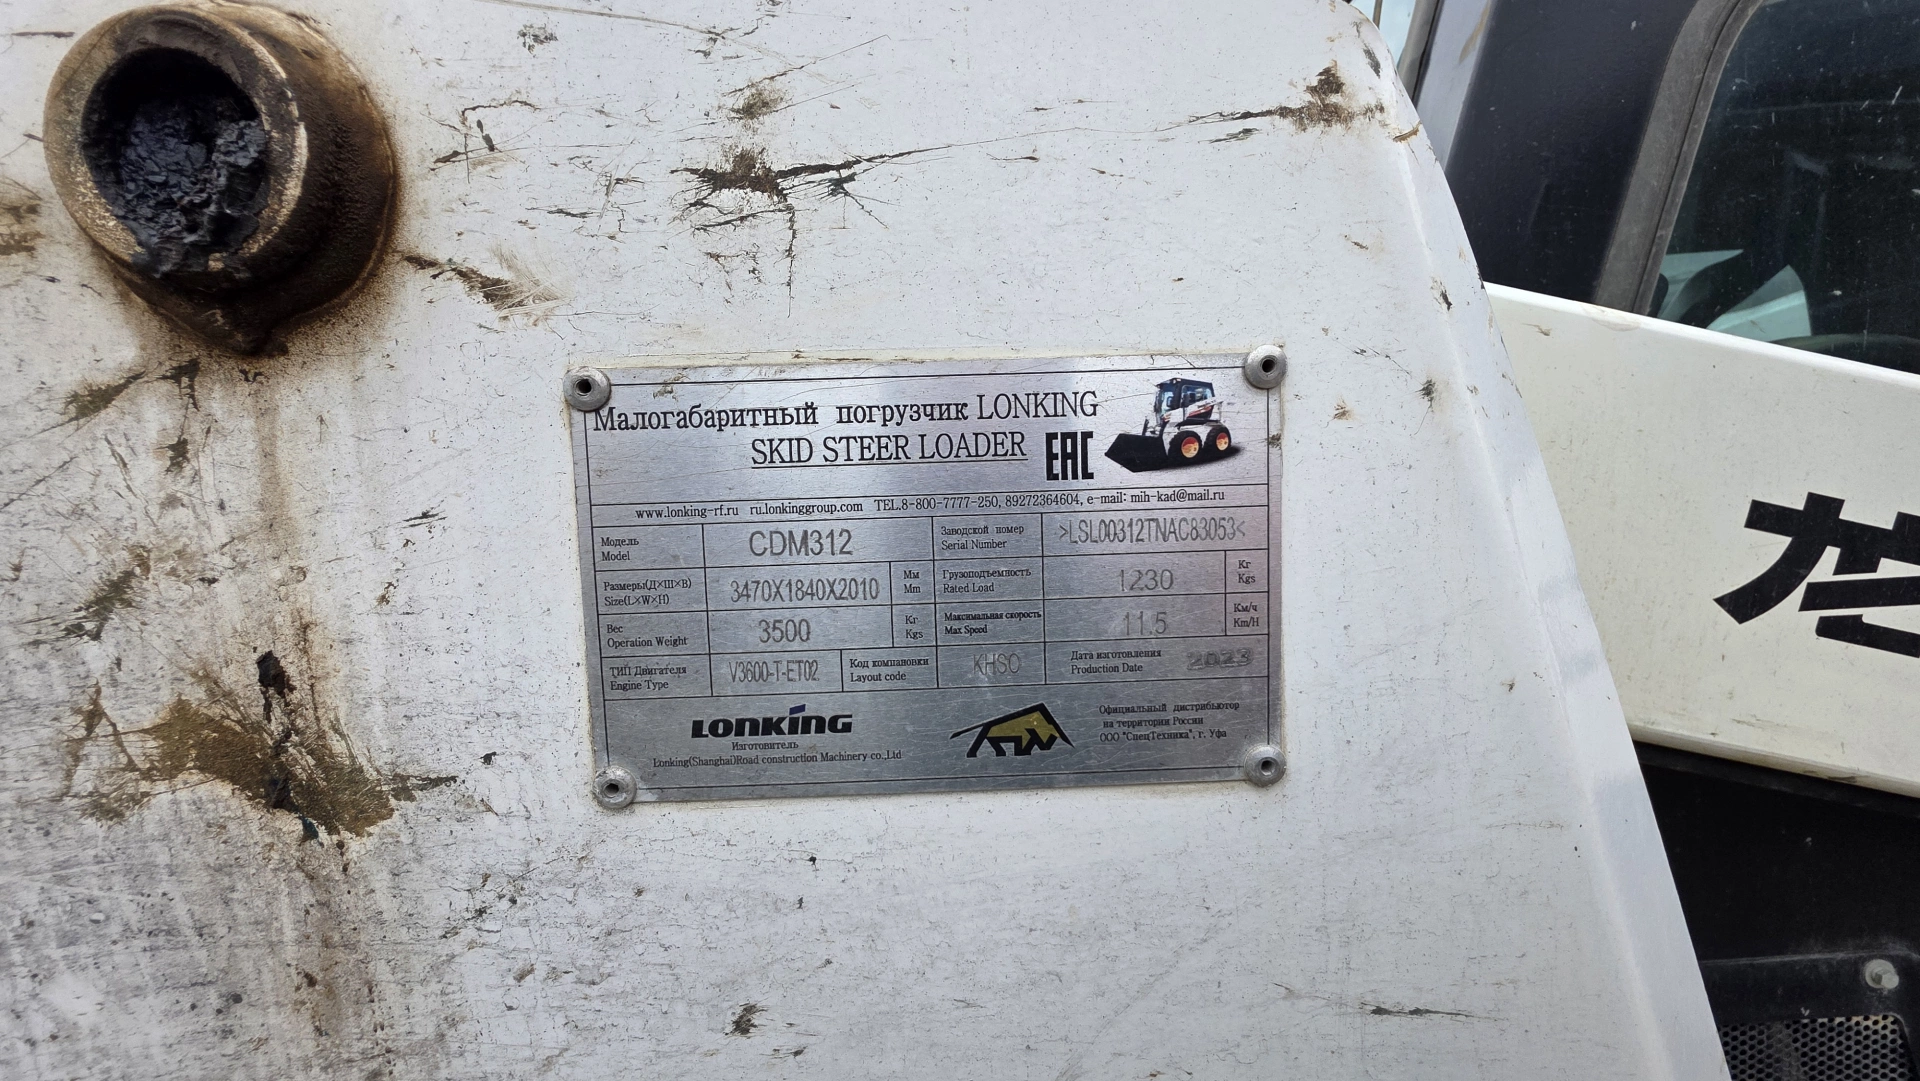 Малогабаритный погрузчик LONKING
SKID STEER LOADER
EAC
www.lonking-rf.ru ru.lonkinggroup.com TEL.8-800-7777-250, 89272364604, e-mail: mih-kad@mail.ru
Модель
Model
CDM312
Заводской номер
Serial Number
>LSL00312TNAC83053<
Размеры(Д×Ш×В)
Size(L×W×H)
3470X1840X2010
Мм
Mm
Грузоподъемность
Rated Load
1230
Кг
Kgs
Вес
Operation Weight
3500
Кг
Kgs
Максимальная скорость
Max Speed
11.5
Км/ч
Km/H
ТИП Двигателя
Engine Type
V3600-T-ET02
Код компановки
Layout code
KHSO
Дата изготовления
Production Date
2023
LONKING
Изготовитель
Lonking(Shanghai)Road construction Machinery co.,Ltd
Официальный дистрибьютор
на территории России
ООО "СпецТехника", г. Уфа